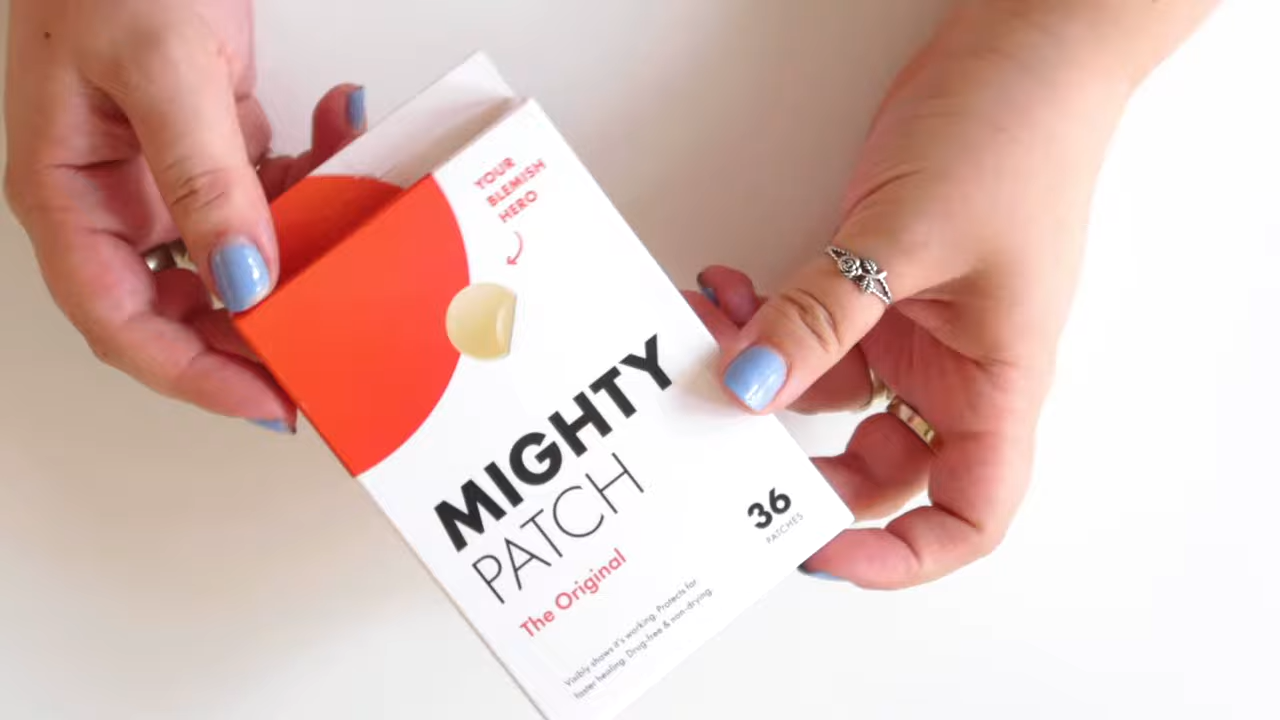 YOUR
BLEMISH
HERO
MIGHTY
PATCH
The Original
36
PATCHES
Visibly shows it's working. Protects for
faster healing. Drug-free & non-drying.